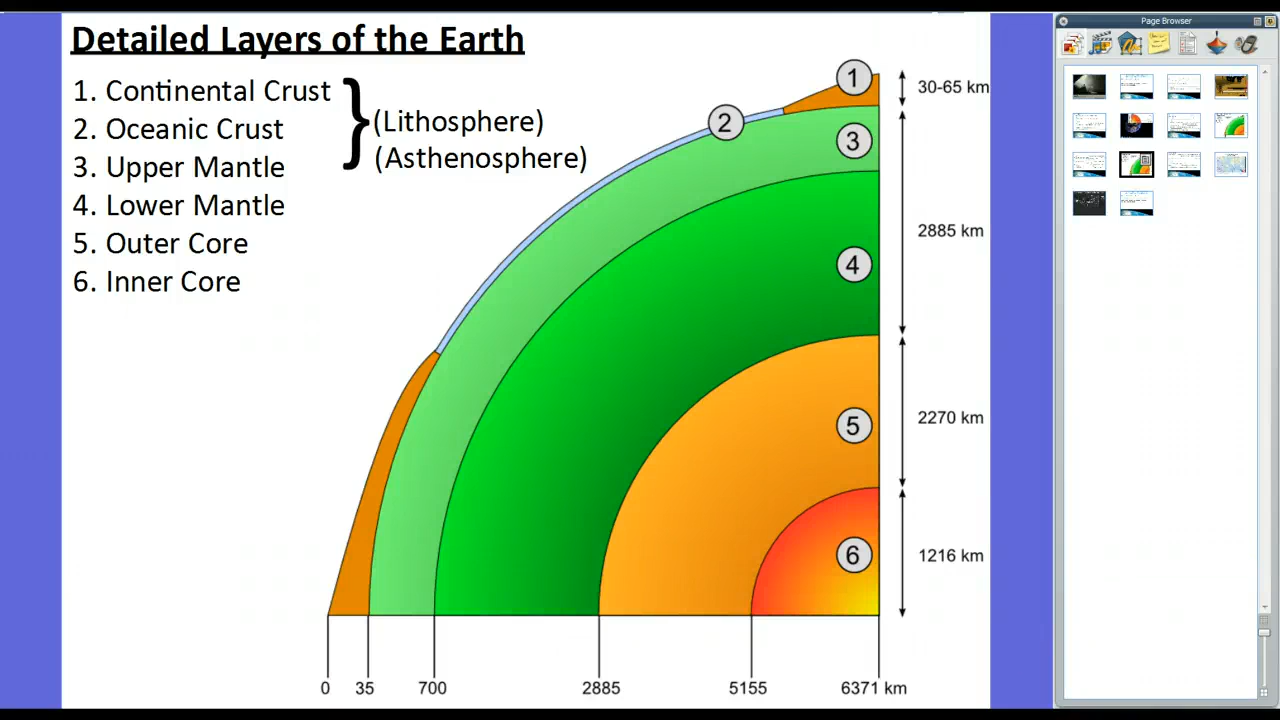 Detailed Layers of the Earth
1. Continental Crust
2. Oceanic Crust
3. Upper Mantle
4. Lower Mantle
5. Outer Core
6. Inner Core
(Lithosphere)
(Asthenosphere)
1
2
3
4
5
6
30-65 km
2885 km
2270 km
1216 km
0 35 700 2885 5155 6371 km
Page Browser